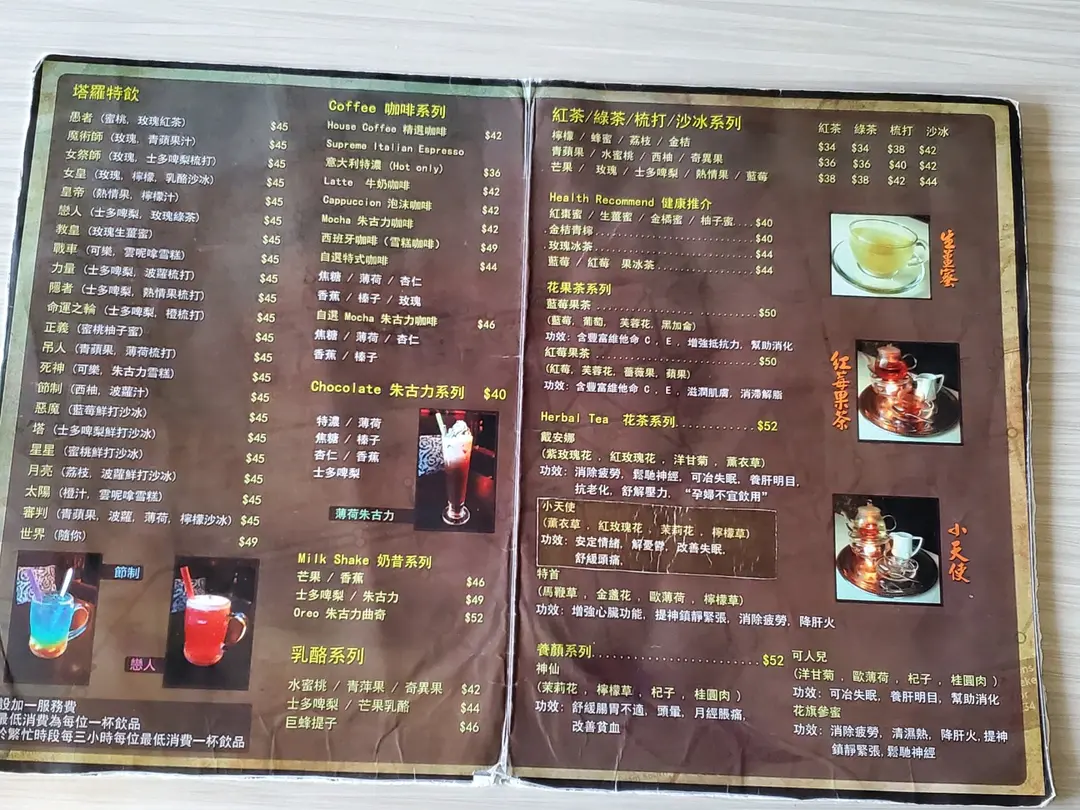 塔羅特飲
愚者 (蜜桃, 玫瑰紅茶) $45
魔術師 (玫瑰, 青蘋果汁) $45
女祭師 (玫瑰, 士多啤梨梳打) $45
女皇 (玫瑰, 檸檬, 乳酪沙冰) $45
皇帝 (熱情果, 檸檬汁) $45
戀人 (士多啤梨, 玫瑰綠茶) $45
教皇 (玫瑰生薑蜜) $45
戰車 (可樂, 雲呢嗱雪糕) $45
力量 (士多啤梨, 波蘿梳打) $45
隱者 (士多啤梨, 熱情果梳打) $45
命運之輪 (士多啤梨, 橙梳打) $45
正義 (蜜桃柚子蜜) $45
吊人 (青蘋果, 薄荷梳打) $45
死神 (可樂, 朱古力雪糕) $45
節制 (西柚, 波蘿汁) $45
惡魔 (藍莓鮮打沙冰) $45
塔 (士多啤梨鮮打沙冰) $45
星星 (蜜桃鮮打沙冰) $45
月亮 (荔枝, 波蘿鮮打沙冰) $45
太陽 (橙汁, 雲呢嗱雪糕) $45
審判 (青蘋果, 波蘿, 薄荷, 檸檬沙冰) $45
世界 (隨你) $49
節制
戀人
設加一服務費
最低消費為每位一杯飲品
於繁忙時段每三小時每位最低消費一杯飲品
Coffee 咖啡系列
House Coffee 精選咖啡 $42
Supreme Italian Espresso
意大利特濃 (Hot only) $36
Latte 牛奶咖啡 $42
Cappuccion 泡沫咖啡 $42
Mocha 朱古力咖啡 $42
西班牙咖啡 (雪糕咖啡) $49
自選特式咖啡 $44
焦糖 / 薄荷 / 杏仁
香蕉 / 榛子 / 玫瑰
自選 Mocha 朱古力咖啡 $46
焦糖 / 薄荷 / 杏仁
香蕉 / 榛子
Chocolate 朱古力系列 $40
特濃 / 薄荷
焦糖 / 榛子
杏仁 / 香蕉
士多啤梨
薄荷朱古力
Milk Shake 奶昔系列
芒果 / 香蕉 $46
士多啤梨 / 朱古力 $49
Oreo 朱古力曲奇 $52
乳酪系列
水蜜桃 / 青萍果 / 奇異果 $42
士多啤梨 / 芒果乳酪 $44
巨蜂提子 $46
紅茶/綠茶/梳打/沙冰系列 紅茶 綠茶 梳打 沙冰
檸檬 / 蜂蜜 / 荔枝 / 金桔 $34 $34 $38 $42
青蘋果 / 水蜜桃 / 西柚 / 奇異果 $36 $36 $40 $42
芒果 / 玫瑰 / 士多啤梨 / 熱情果 / 藍莓 $38 $38 $42 $44
Health Recommend 健康推介
紅棗蜜 / 生薑蜜 / 金橘蜜 / 柚子蜜....$40
金桔青檸 $40
玫瑰冰茶 $44
藍莓 / 紅莓 果冰茶 $44
生薑蜜
花果茶系列
藍莓果茶 $50
(藍莓, 葡萄, 芙蓉花, 黑加侖)
功效: 含豐富維他命 C . E , 增強抵抗力, 幫助消化
紅莓果茶 $50
(紅莓, 芙蓉花, 薔薇果, 蘋果)
功效: 含豐富維他命 C . E , 滋潤肌膚, 消滯解脂
紅莓果茶
Herbal Tea 花茶系列 $52
戴安娜
(紫玫瑰花 , 紅玫瑰花 , 洋甘菊 , 薰衣草)
功效: 消除疲勞, 鬆馳神經, 可冶失眠, 養肝明目,
抗老化, 舒解壓力, “孕婦不宜飲用”
小天使
(薰衣草 , 紅玫瑰花 , 茉莉花 , 檸檬草)
功效: 安定情緒, 解憂鬱, 改善失眠,
舒緩頭痛,
小天使
特首
(馬鞭草 , 金盞花 , 歐薄荷 , 檸檬草)
功效: 增強心臟功能, 提神鎮靜緊張, 消除疲勞, 降肝火
養顏系列 $52
神仙
(茉莉花 , 檸檬草 , 杞子 , 桂圓肉 )
功效: 舒緩腸胃不適, 頭暈, 月經脹痛,
改善貧血
可人兒
(洋甘菊 , 歐薄荷 , 杞子 , 桂圓肉)
功效: 可冶失眠, 養肝明目, 幫助消化
花旗參蜜
功效: 消除疲勞, 清濕熱, 降肝火, 提神
鎮靜緊張, 鬆馳神經